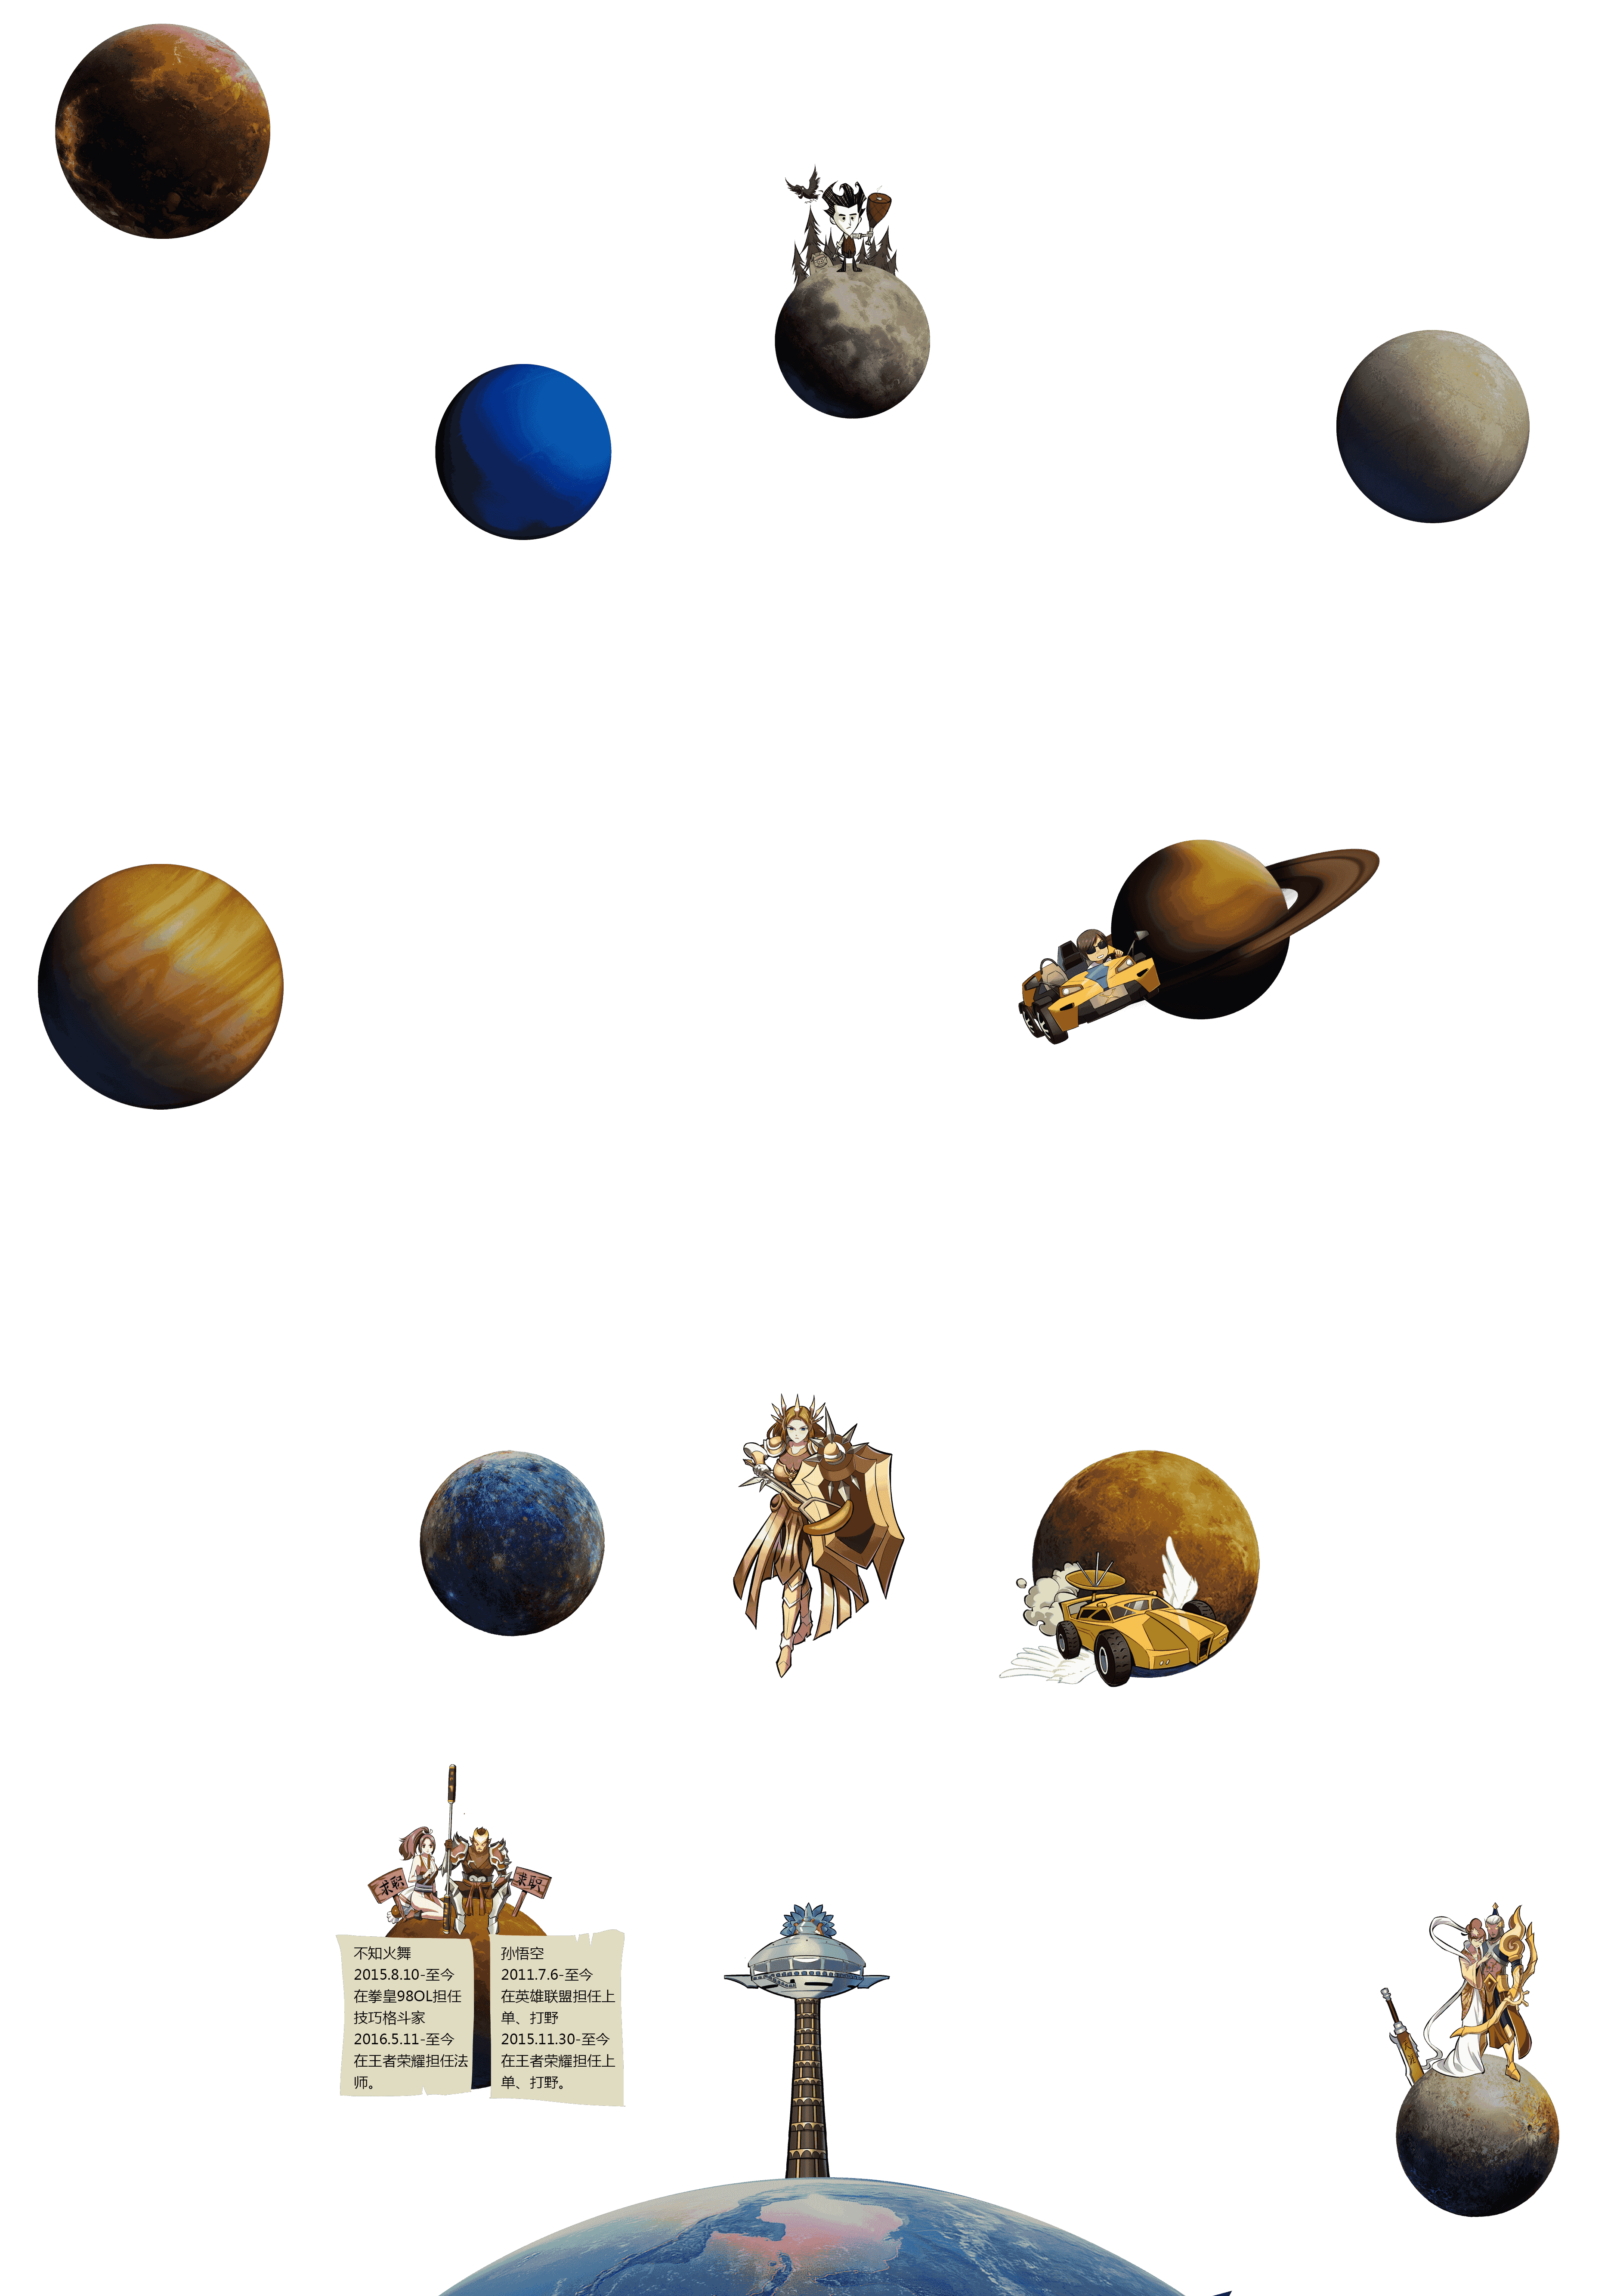 求职
求职
不知火舞
2015.8.10-至今
在拳皇98OL担任
技巧格斗家
2016.5.11-至今
在王者荣耀担任法
师。
孙悟空
2011.7.6-至今
在英雄联盟担任上
单、打野
2015.11.30-至今
在王者荣耀担任上
单、打野。